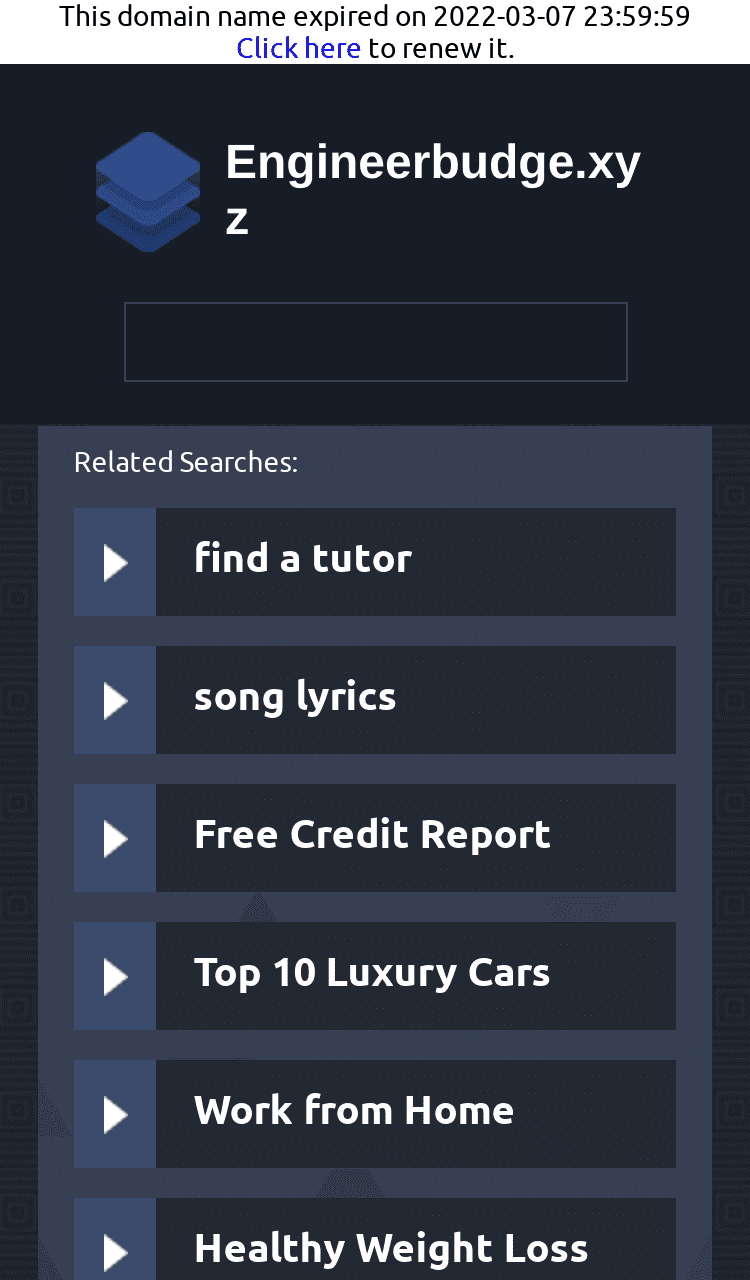 This domain name expired on 2022-03-07 23:59:59
Click here to renew it.
Engineerbudge.xy
z
Related Searches:
find a tutor
song lyrics
Free Credit Report
Top 10 Luxury Cars
Work from Home
Healthy Weight Loss